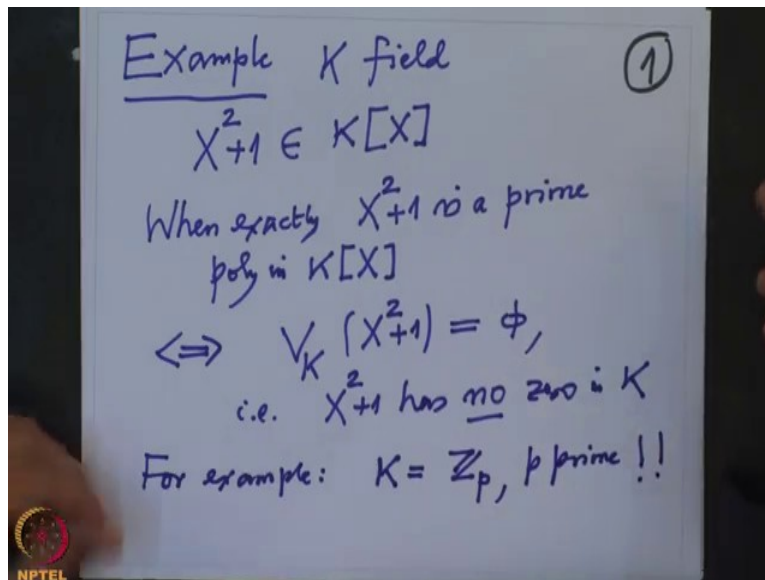 Example K field
①
X²+1 ∈ K[X]
When exactly X²+1 is a prime
poly in K[X]
⟺ V_K (X²+1) = ϕ,
i.e. X²+1 has no zero in K
For example: K = ℤ_p, p prime !!
NPTEL